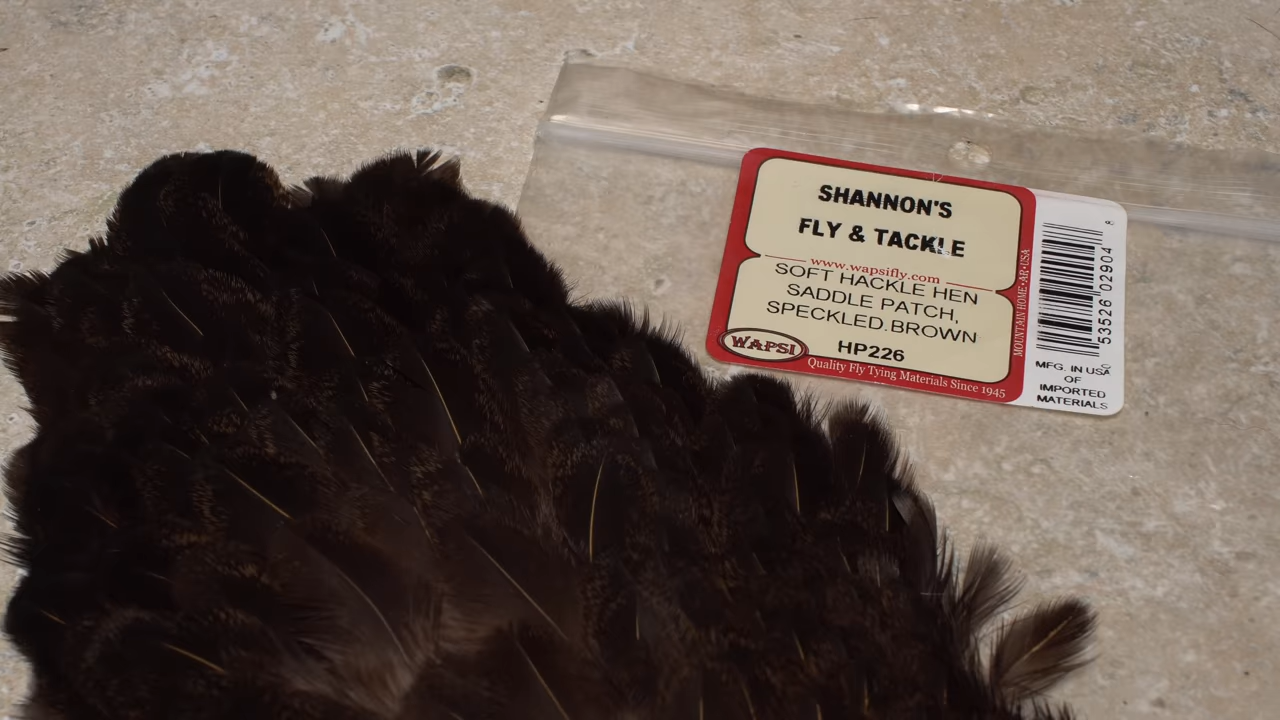 SHANNON'S
FLY & TACKLE
www.wapsifly.com
SOFT HACKLE HEN
SADDLE PATCH,
SPECKLED.BROWN
HP226
WAPSI
Quality Fly Tying Materials Since 1945
MOUNTAIN HOME • AR • USA
53526 02904 8
MFG. IN USA
OF
IMPORTED
MATERIALS